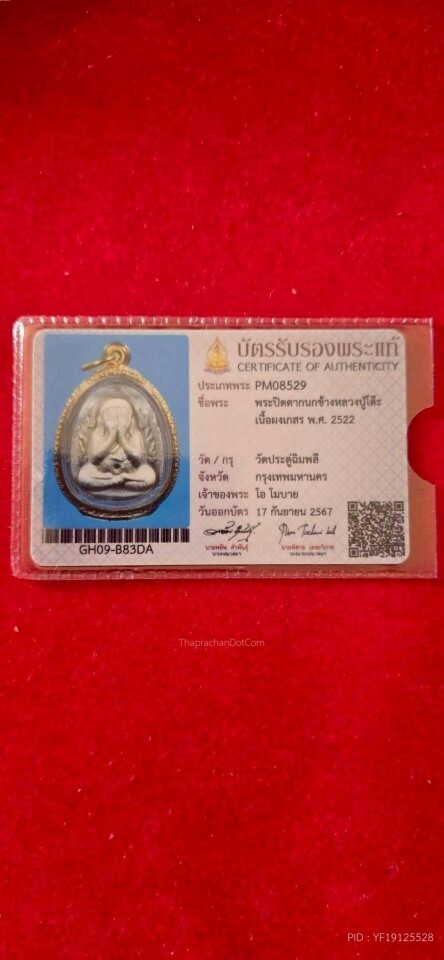 บัตรรับรองพระแท้
CERTIFICATE OF AUTHENTICITY
ประเภทพระ PM08529
ชื่อพระ พระปิดตากนกข้างหลวงปู่โต๊ะ
เนื้อผงเกสร พ.ศ. 2522
วัด / กรุ วัดประดู่ฉิมพลี
จังหวัด กรุงเทพมหานคร
เจ้าของพระ โอ โมบาย
วันออกบัตร 17 กันยายน 2567
GH09-B83DA
ThaprachanDotCom
PID : YF19125528